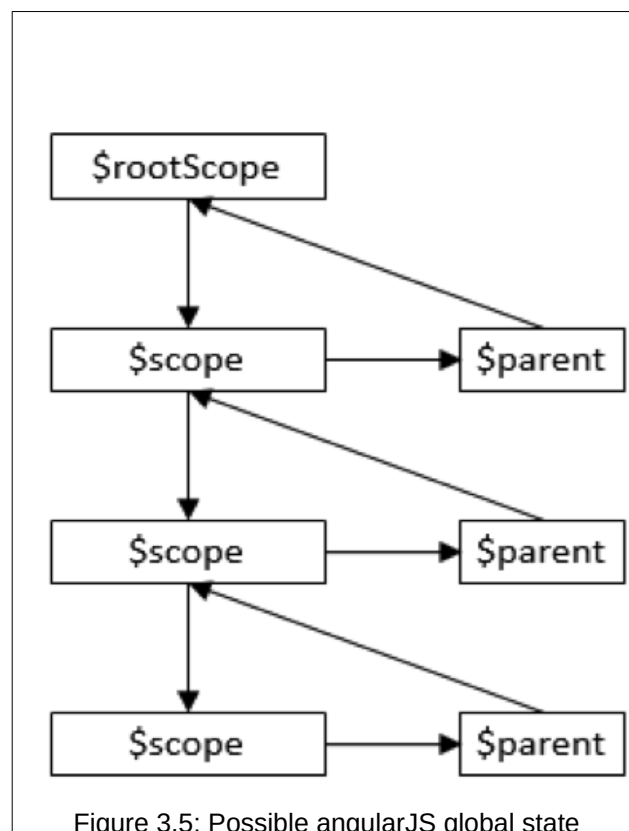 $rootScope
$scope
$parent
$scope
$parent
$scope
$parent
Figure 3.5: Possible angularJS global state